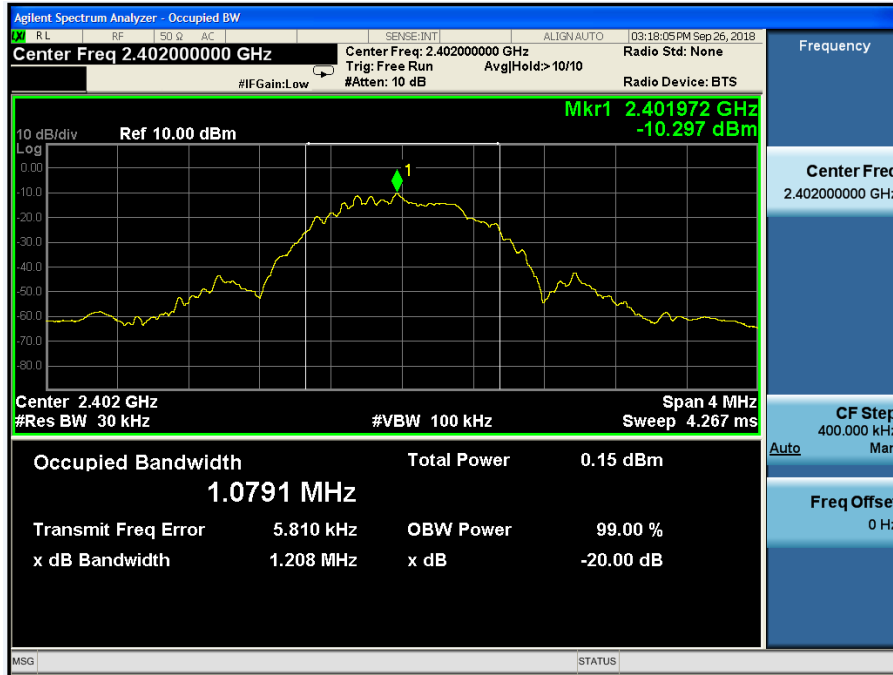 Agilent Spectrum Analyzer - Occupied BW
LXI RL RF 50 Ω AC SENSE:INT ALIGN AUTO 03:18:05 PM Sep 26, 2018
Center Freq 2.402000000 GHz Center Freq: 2.402000000 GHz Radio Std: None
Trig: Free Run Avg|Hold:> 10/10
#IFGain:Low #Atten: 10 dB Radio Device: BTS
Frequency
Mkr1 2.401972 GHz
-10.297 dBm
10 dB/div Ref 10.00 dBm
Log
0.00
-10.0
-20.0
-30.0
-40.0
-50.0
-60.0
-70.0
-80.0
1
Center 2.402 GHz Span 4 MHz
#Res BW 30 kHz #VBW 100 kHz Sweep 4.267 ms
Center Freq
2.402000000 GHz
CF Step
400.000 kHz
Auto Man
Freq Offset
0 Hz
Occupied Bandwidth Total Power 0.15 dBm
1.0791 MHz
Transmit Freq Error 5.810 kHz OBW Power 99.00 %
x dB Bandwidth 1.208 MHz x dB -20.00 dB
MSG STATUS